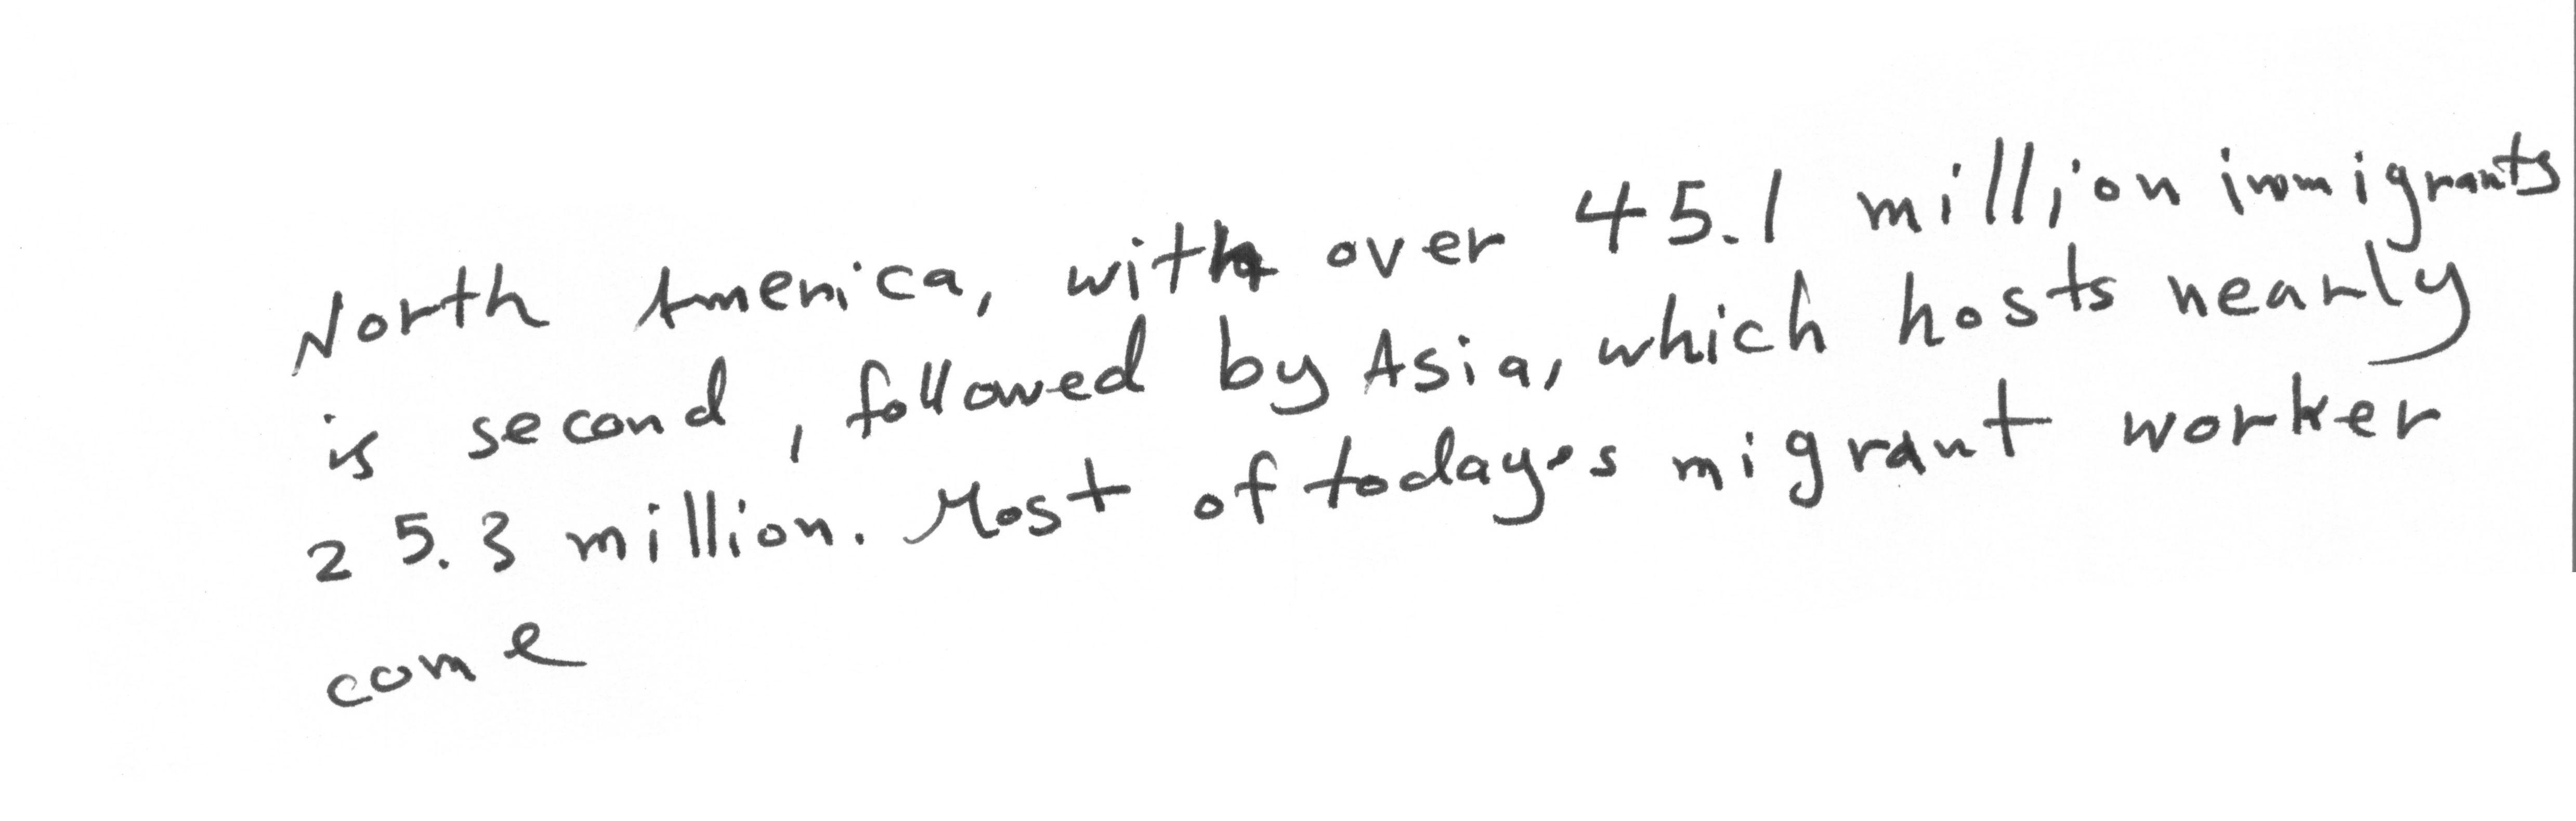 North America, with over 45.1 million immigrants
is second, followed by Asia, which hosts nearly
25.3 million. Most of today's migrant worker
come